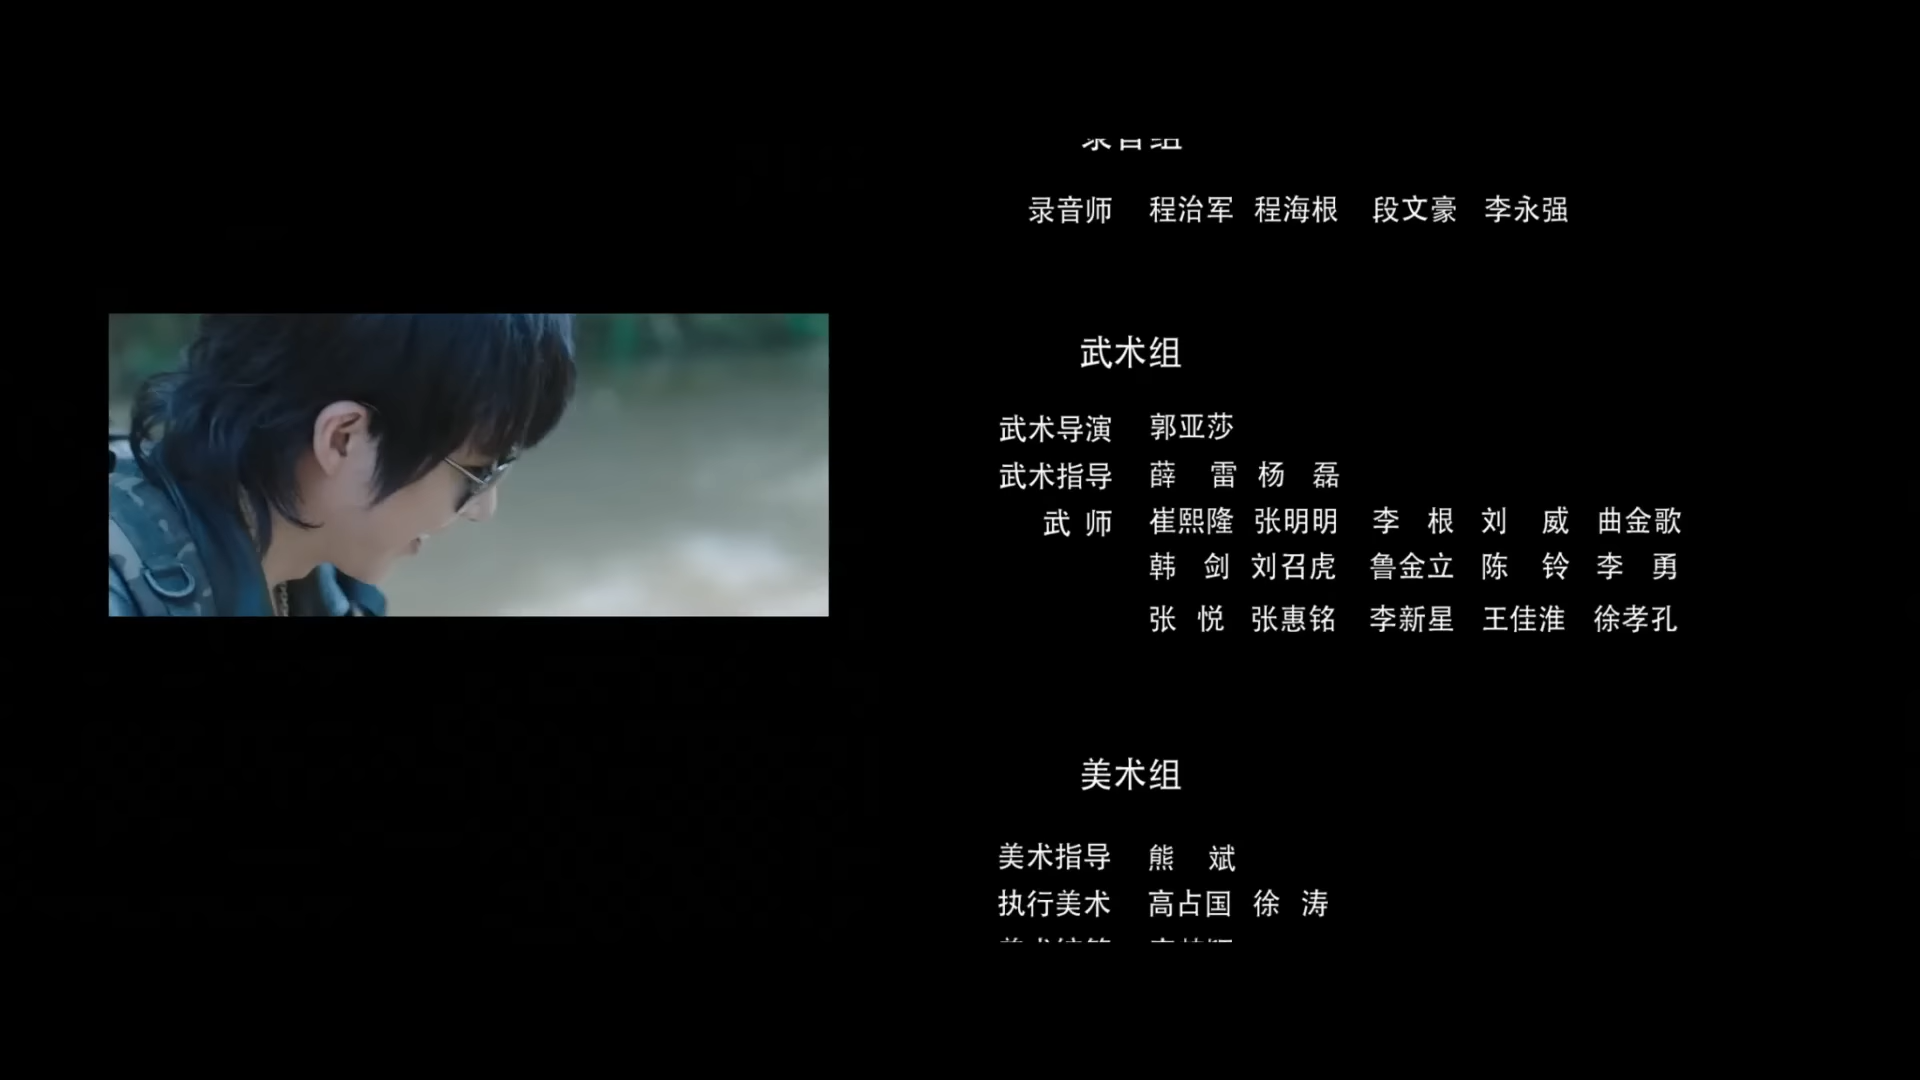 录音组
录音师 程治军 程海根 段文豪 李永强
武术组
武术导演 郭亚莎
武术指导 薛 雷 杨 磊
武 师 崔熙隆 张明明 李 根 刘 威 曲金歌
韩 剑 刘召虎 鲁金立 陈 铃 李 勇
张 悦 张惠铭 李新星 王佳淮 徐孝孔
美术组
美术指导 熊 斌
执行美术 高占国 徐 涛